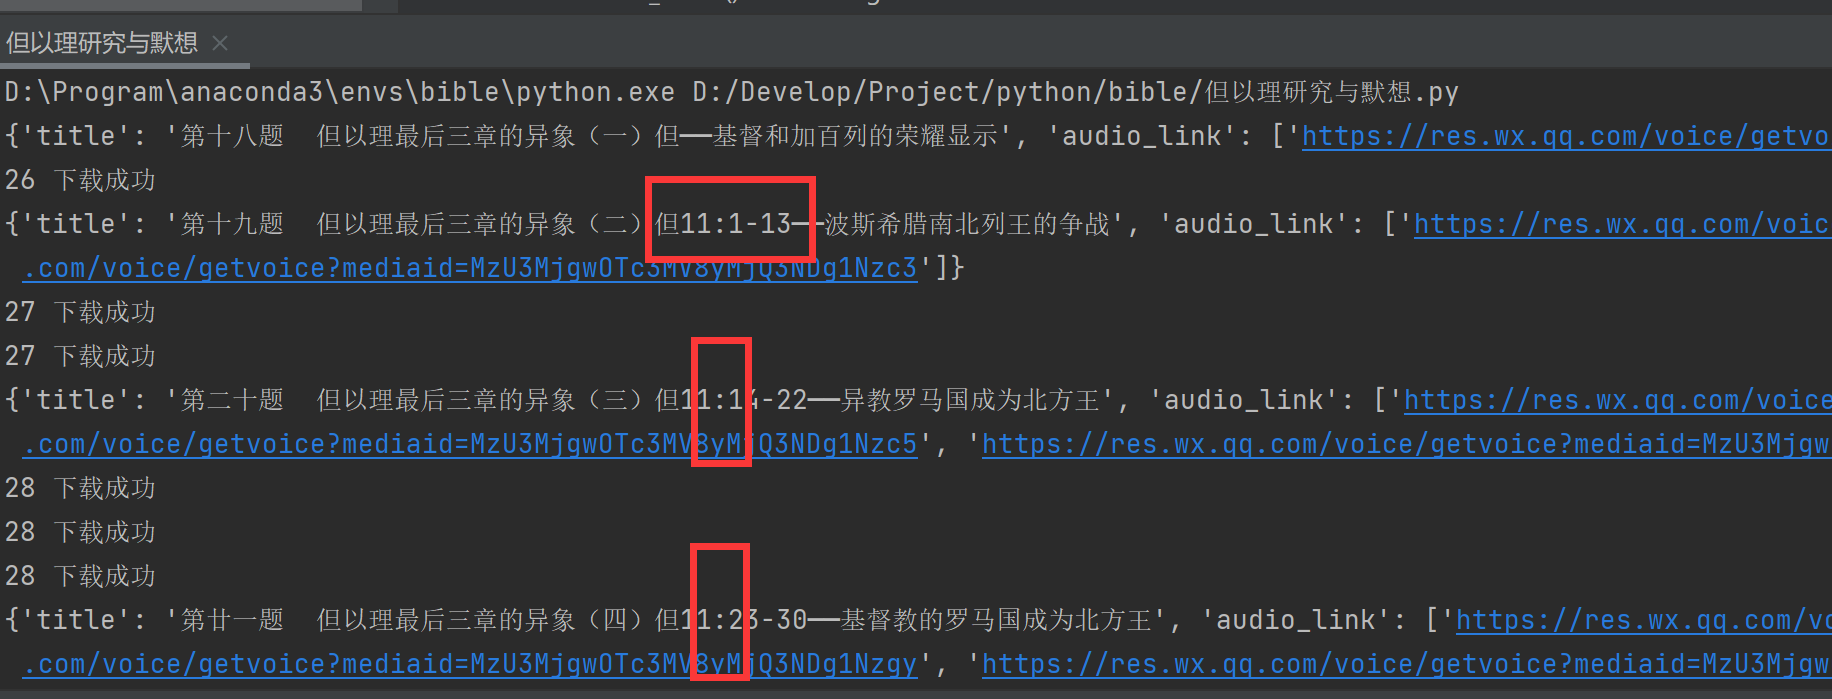 但以理研究与默想
D:\Program\anaconda3\envs\bible\python.exe D:/Develop/Project/python/bible/但以理研究与默想.py
{'title': '第十八题  但以理最后三章的异象（一）但——基督和加百列的荣耀显示', 'audio_link': ['https://res.wx.qq.com/voice/getvo
26 下载成功
{'title': '第十九题  但以理最后三章的异象（二）但11:1-13——波斯希腊南北列王的争战', 'audio_link': ['https://res.wx.qq.com/voic
.com/voice/getvoice?mediaid=MzU3MjgwOTc3MV8yMjQ3NDg1Nzc3']}
27 下载成功
27 下载成功
{'title': '第二十题  但以理最后三章的异象（三）但11:14-22——异教罗马国成为北方王', 'audio_link': ['https://res.wx.qq.com/voice
.com/voice/getvoice?mediaid=MzU3MjgwOTc3MV8yMjQ3NDg1Nzc5', 'https://res.wx.qq.com/voice/getvoice?mediaid=MzU3Mjgw
28 下载成功
28 下载成功
28 下载成功
{'title': '第廿一题  但以理最后三章的异象（四）但11:23-30——基督教的罗马国成为北方王', 'audio_link': ['https://res.wx.qq.com/vo
.com/voice/getvoice?mediaid=MzU3MjgwOTc3MV8yMjQ3NDg1Nzgy', 'https://res.wx.qq.com/voice/getvoice?mediaid=MzU3Mjgw